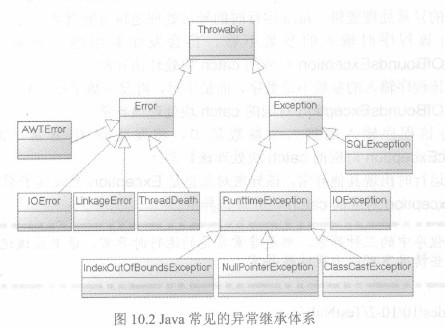 Throwable
Error
Exception
AWTError
SQLException
IOError
LinkageError
ThreadDeath
RunttimeException
IOException
IndexOutOfBoundsException
NullPointerException
ClassCastException
图 10.2 Java 常见的异常继承体系